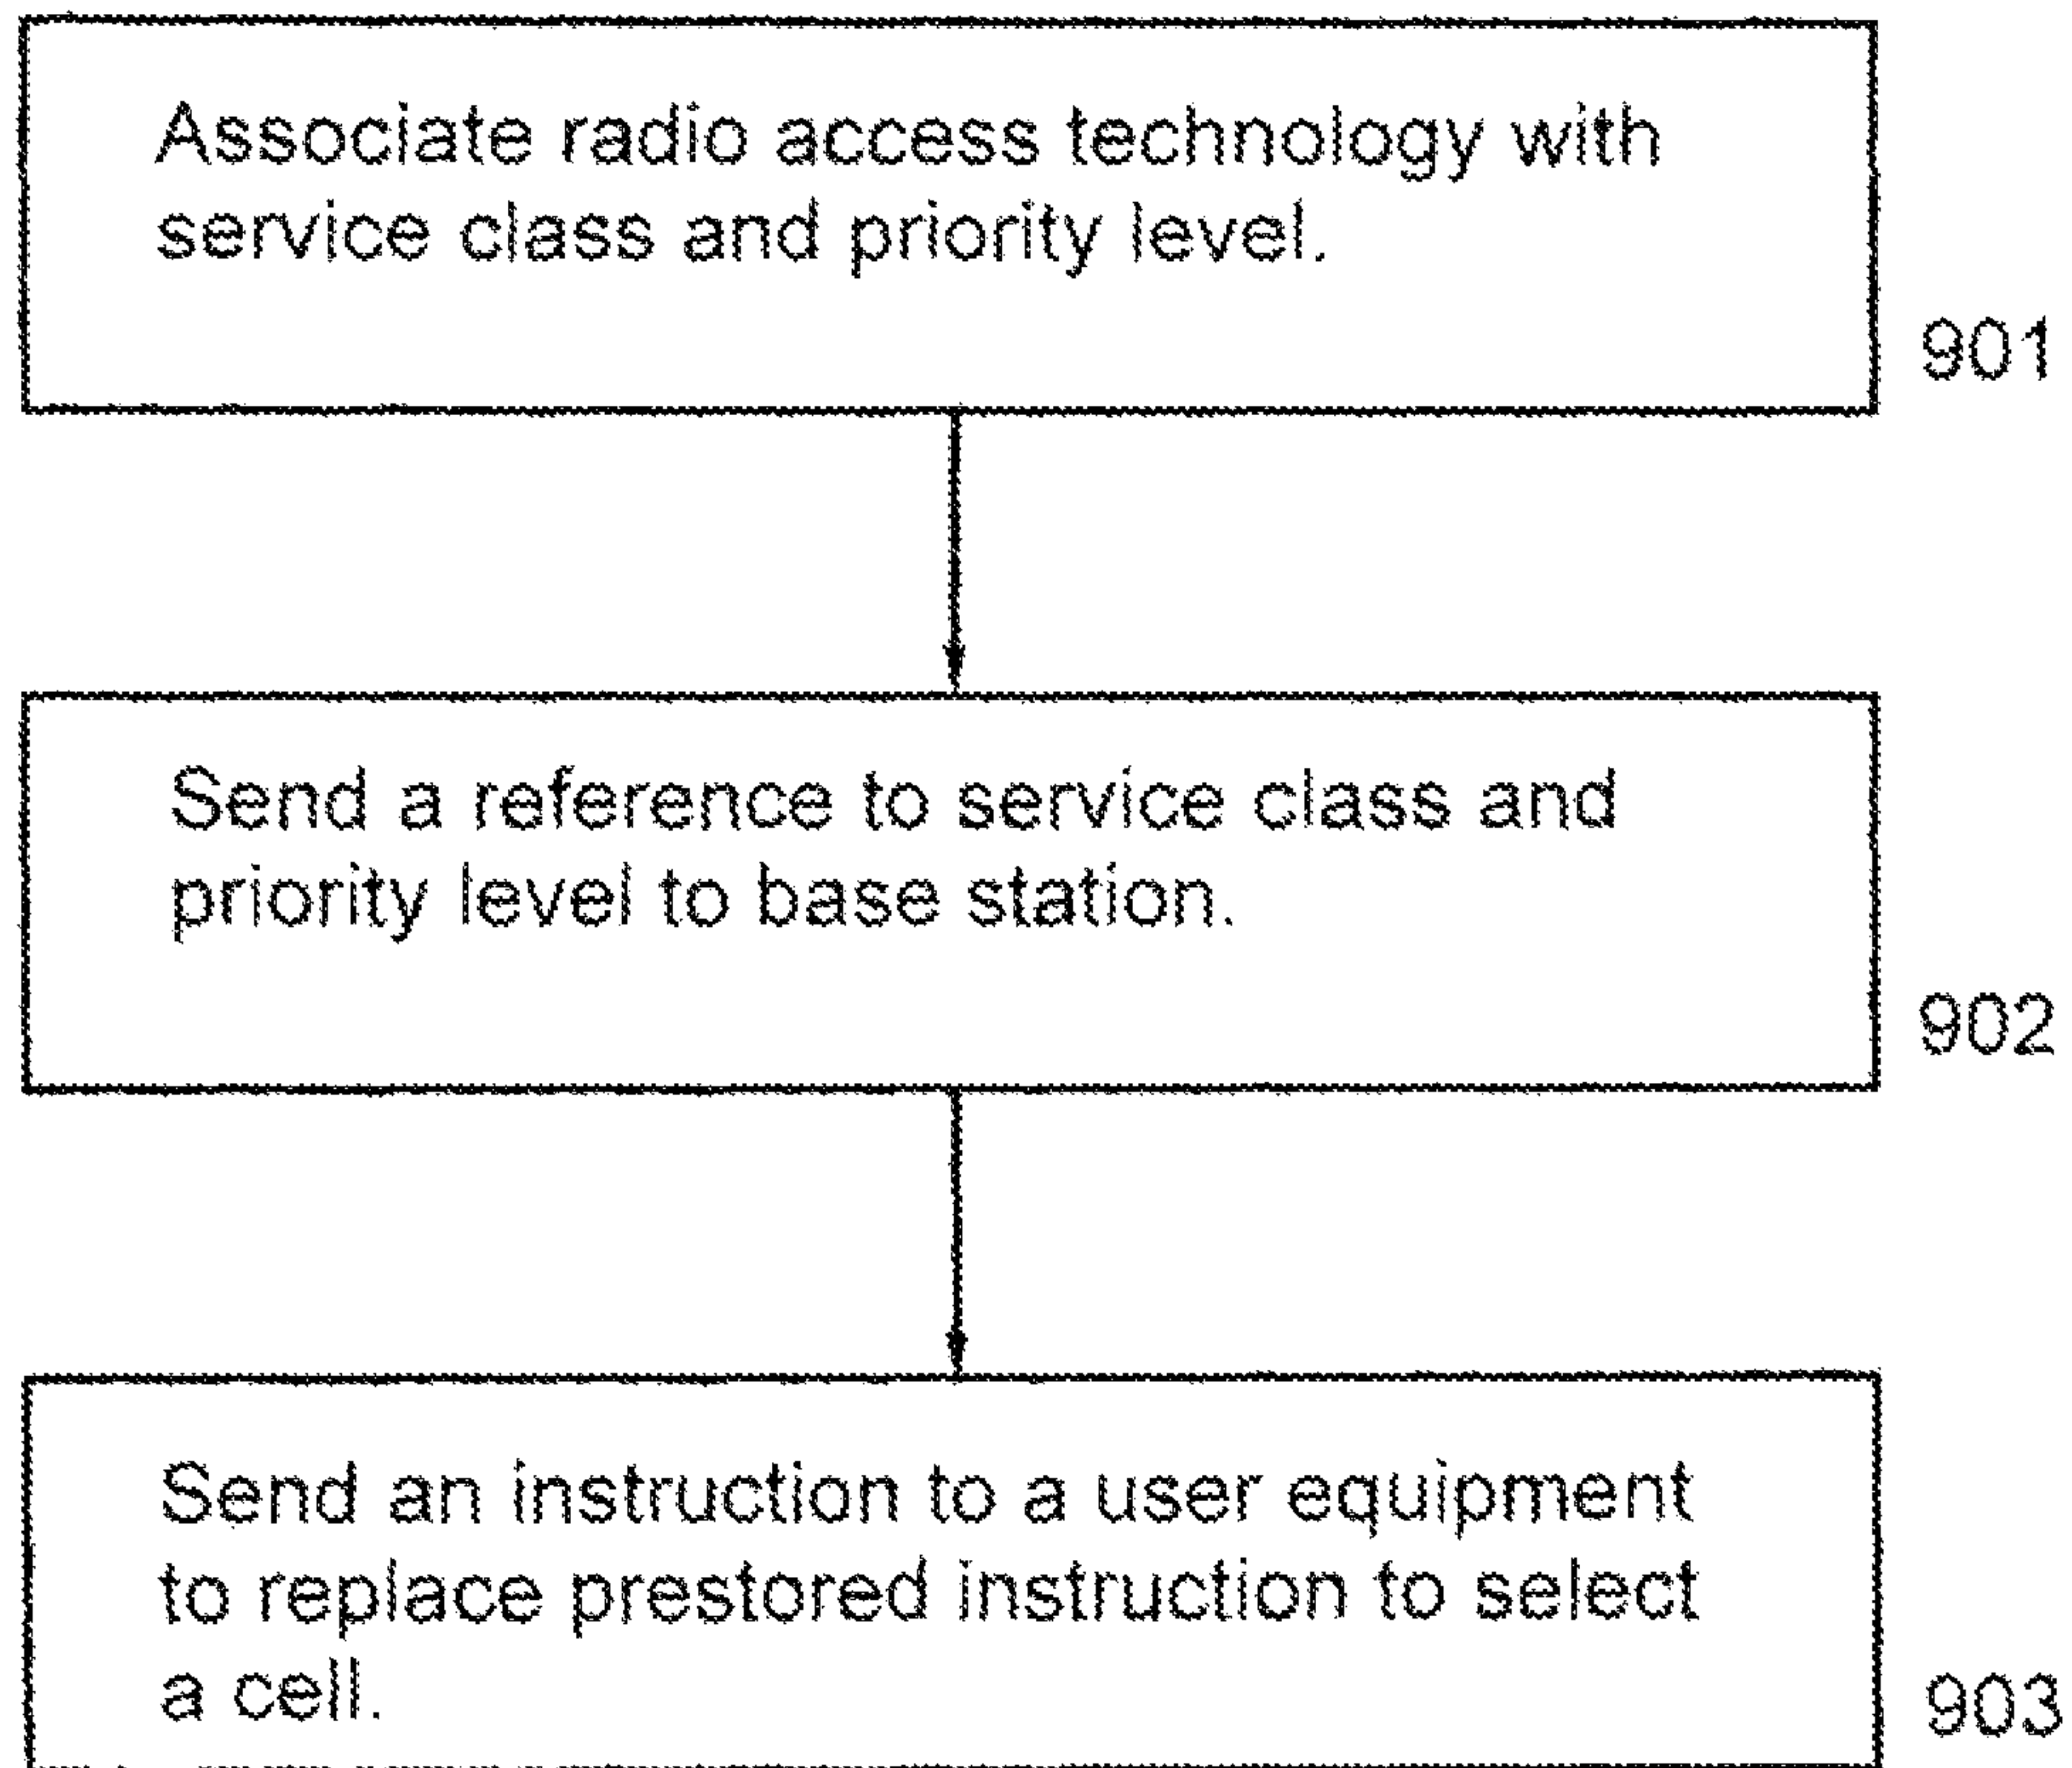 Associate radio access technology with
service class and priority level.
901
Send a reference to service class and
priority level to base station.
902
Send an instruction to a user equipment
to replace prestored instruction to select
a cell.
903